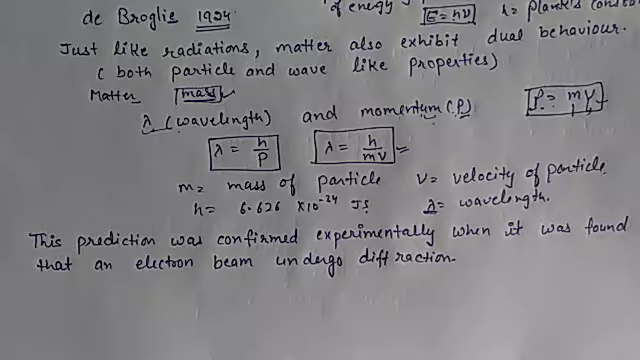 of energy
E = hν h = planck's const
de Broglie 1924
Just like radiations, matter also exhibit dual behaviour.
( both particle and wave like properties)
Matter mass
λ (wavelength) and momentum (P) P = mv
λ = h/P λ = h/mv =
m = mass of particle v = velocity of particle
h = 6.626 × 10⁻²⁴ JS λ = wavelength.
This prediction was confirmed experimentally when it was found
that an electron beam undergo diffraction.